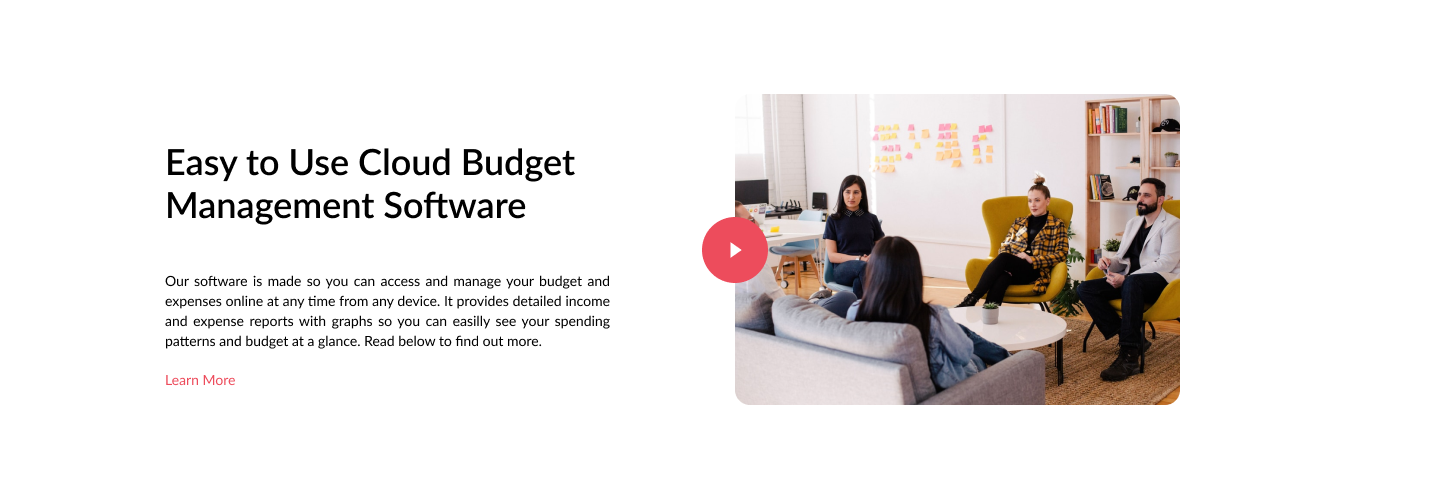 Easy to Use Cloud Budget
Management Software
Our software is made so you can access and manage your budget and
expenses online at any time from any device. It provides detailed income
and expense reports with graphs so you can easilly see your spending
patterns and budget at a glance. Read below to find out more.
Learn More